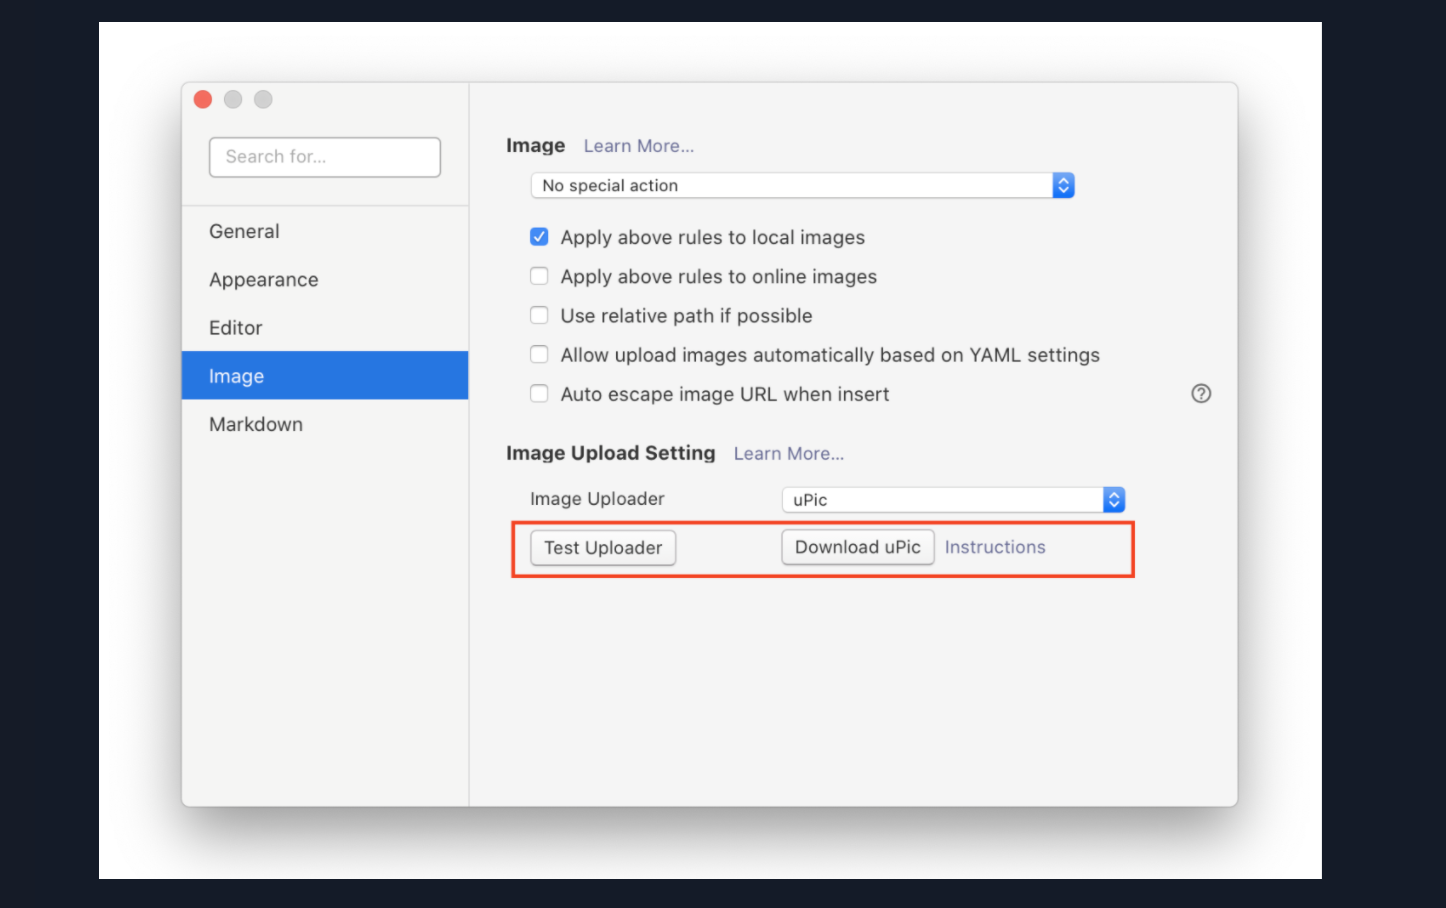 Search for...
General
Appearance
Editor
Image
Markdown
Image Learn More...
No special action
Apply above rules to local images
Apply above rules to online images
Use relative path if possible
Allow upload images automatically based on YAML settings
Auto escape image URL when insert
?
Image Upload Setting Learn More...
Image Uploader uPic
Test Uploader Download uPic Instructions